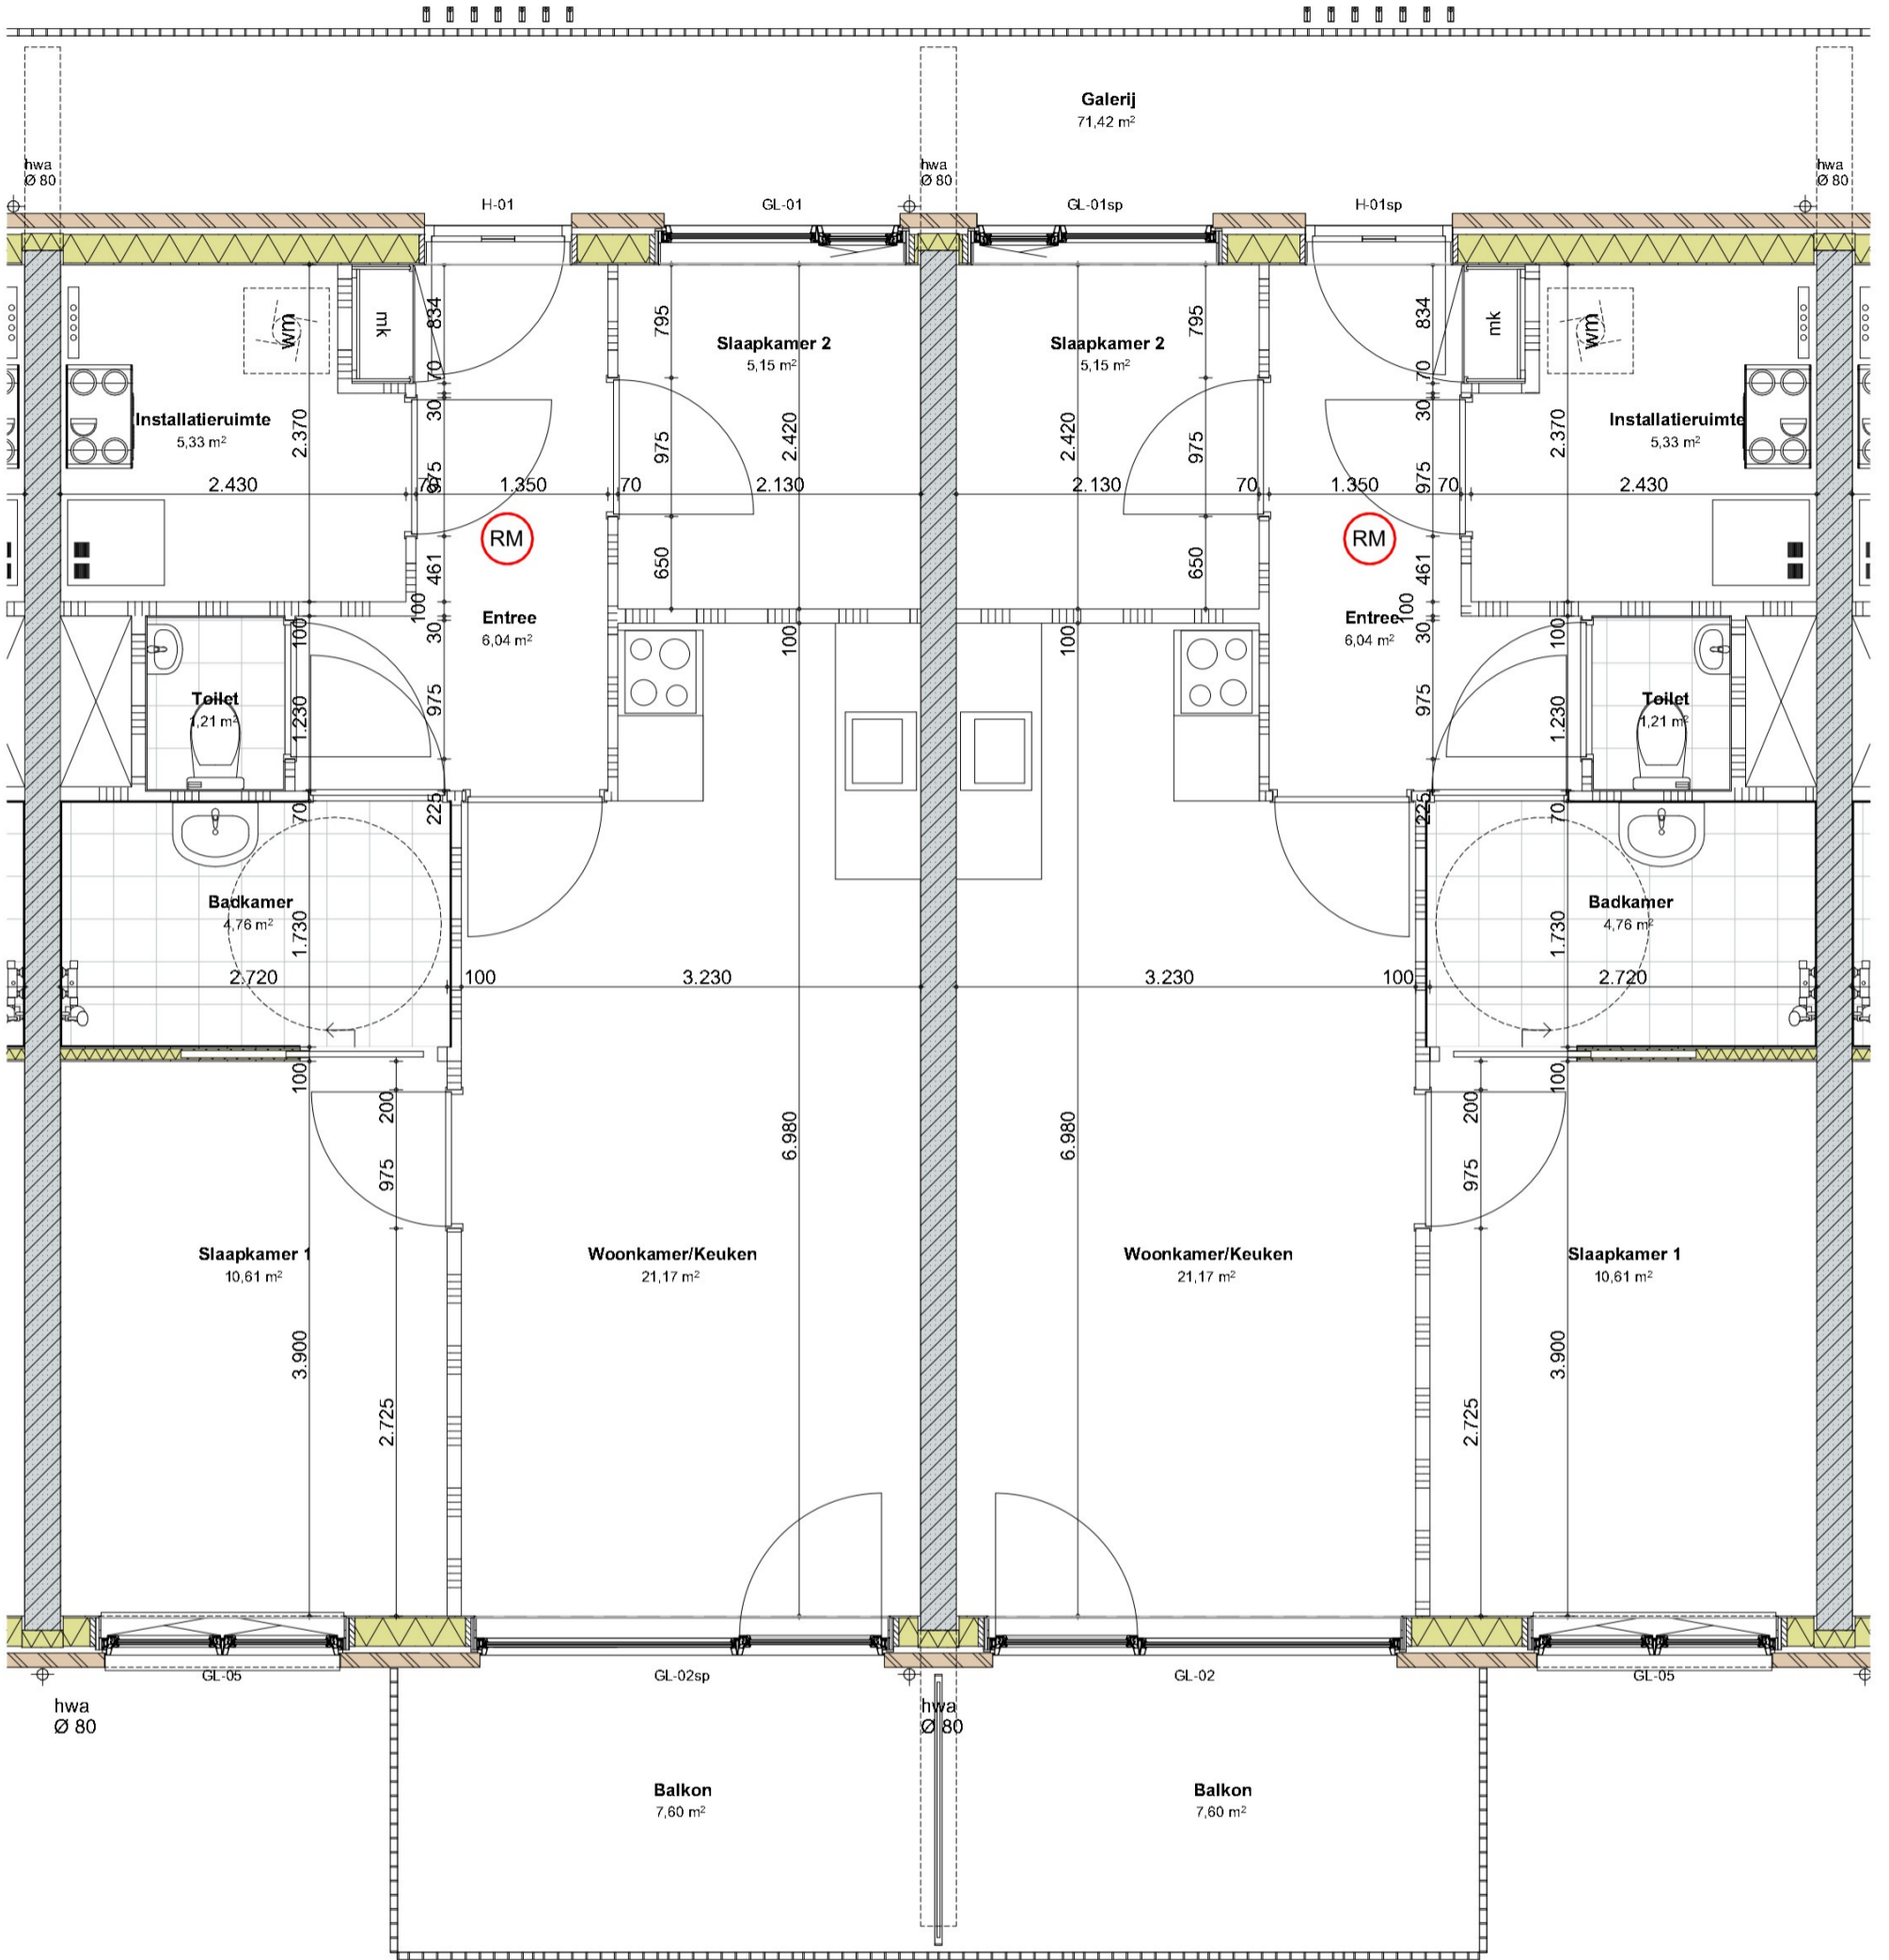 Galerij
71,42 m²
hwa
Ø 80
hwa
Ø 80
hwa
Ø 80
H-01
GL-01
GL-01sp
H-01sp
mk
wm
834
795
795
834
mk
wm
Slaapkamer 2
5,15 m²
Slaapkamer 2
5,15 m²
70
30
70
30
Installatieruimte
5,33 m²
2.370
975
975
2.420
2.420
975
975
2.370
Installatieruimte
5,33 m²
2.430
70
1.350
70
2.130
2.130
70
1.350
70
2.430
RM
RM
461
650
650
461
100
100
Entree
6,04 m²
Entree
6,04 m²
100
30
100
100
30
100
Toilet
1,21 m²
1.230
975
975
1.230
Toilet
1,21 m²
70
225
225
70
Badkamer
4,76 m²
1.730
1.730
Badkamer
4,76 m²
2.720
100
3.230
3.230
100
2.720
100
200
100
200
975
6.980
6.980
975
Slaapkamer 1
10,61 m²
Woonkamer/Keuken
21,17 m²
Woonkamer/Keuken
21,17 m²
Slaapkamer 1
10,61 m²
3.900
2.725
2.725
3.900
GL-05
GL-02sp
GL-02
GL-05
hwa
Ø 80
hwa
Ø 80
Balkon
7,60 m²
Balkon
7,60 m²